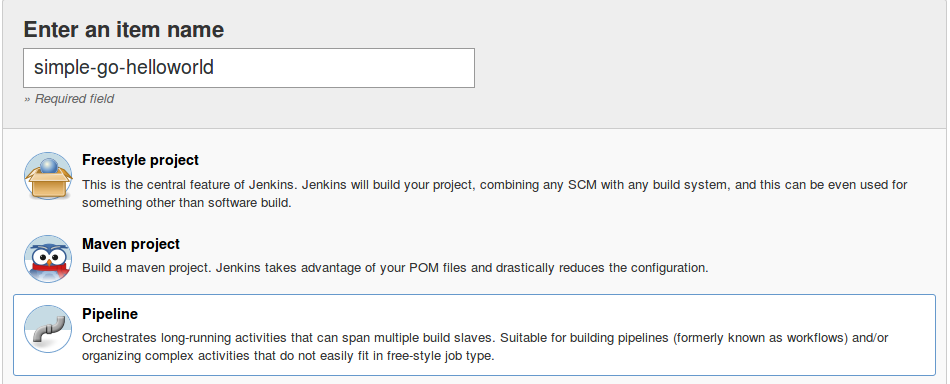 Enter an item name
simple-go-helloworld
» Required field
Freestyle project
This is the central feature of Jenkins. Jenkins will build your project, combining any SCM with any build system, and this can be even used for
something other than software build.
Maven project
Build a maven project. Jenkins takes advantage of your POM files and drastically reduces the configuration.
Pipeline
Orchestrates long-running activities that can span multiple build slaves. Suitable for building pipelines (formerly known as workflows) and/or
organizing complex activities that do not easily fit in free-style job type.